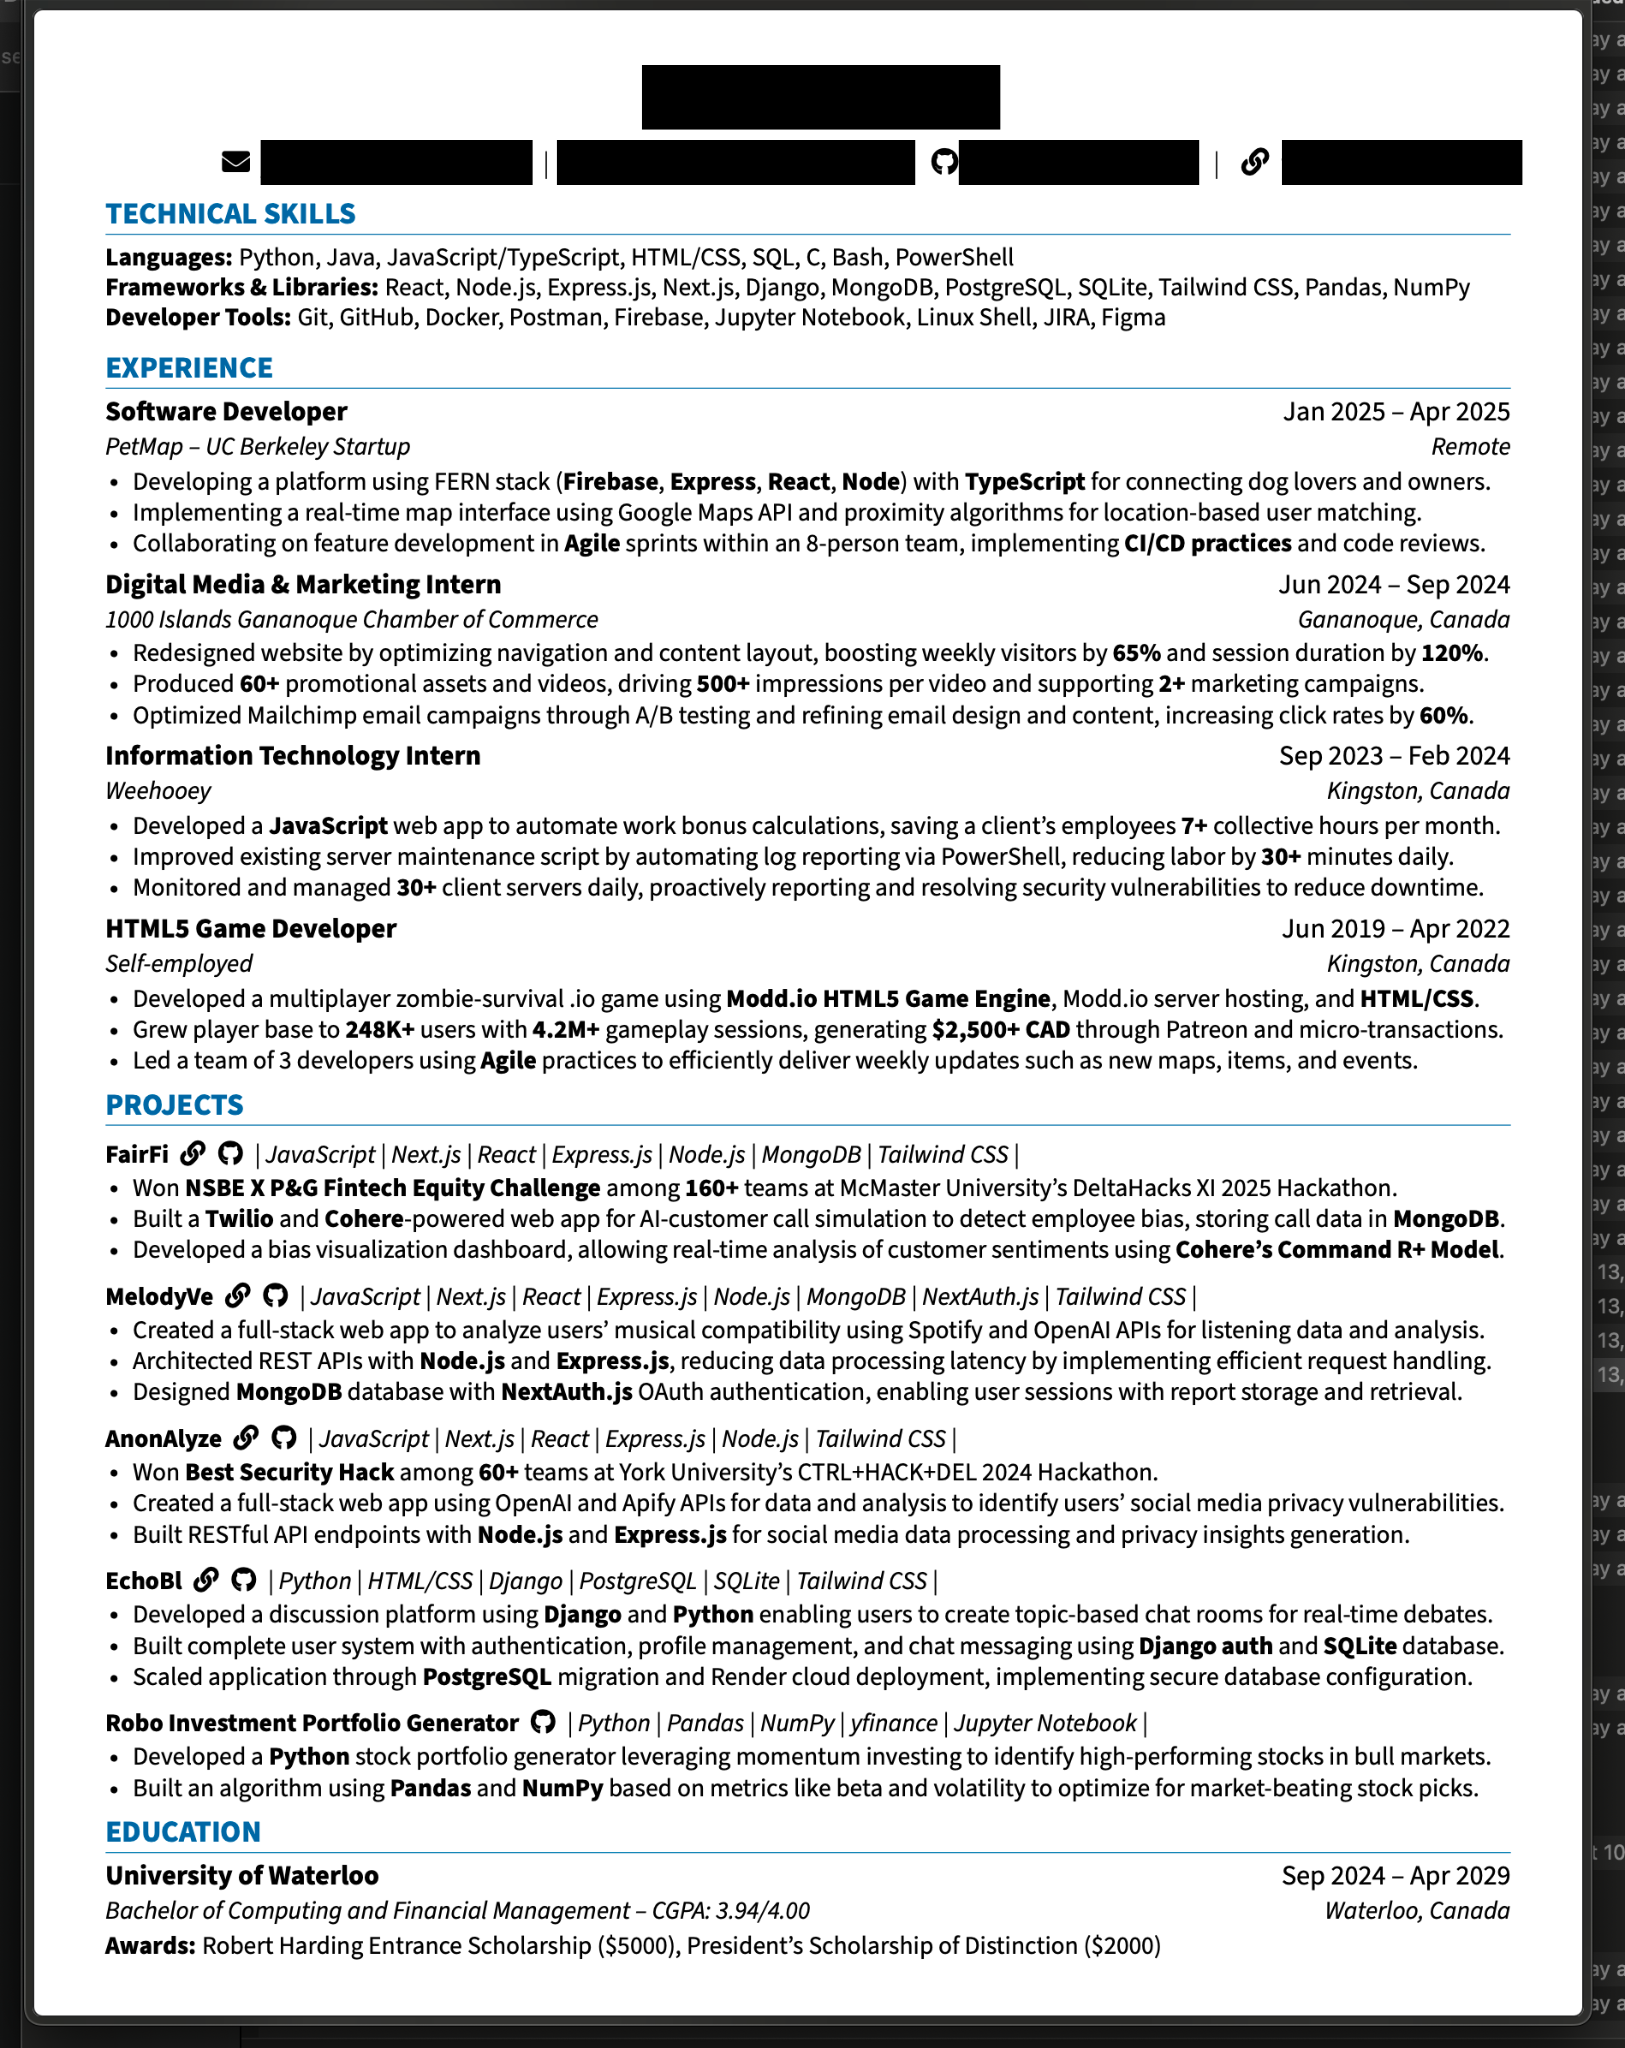 TECHNICAL SKILLS
Languages: Python, Java, JavaScript/TypeScript, HTML/CSS, SQL, C, Bash, PowerShell
Frameworks & Libraries: React, Node.js, Express.js, Next.js, Django, MongoDB, PostgreSQL, SQLite, Tailwind CSS, Pandas, NumPy
Developer Tools: Git, GitHub, Docker, Postman, Firebase, Jupyter Notebook, Linux Shell, JIRA, Figma
EXPERIENCE
Software Developer Jan 2025 – Apr 2025
PetMap – UC Berkeley Startup Remote
• Developing a platform using FERN stack (Firebase, Express, React, Node) with TypeScript for connecting dog lovers and owners.
• Implementing a real-time map interface using Google Maps API and proximity algorithms for location-based user matching.
• Collaborating on feature development in Agile sprints within an 8-person team, implementing CI/CD practices and code reviews.
Digital Media & Marketing Intern Jun 2024 – Sep 2024
1000 Islands Gananoque Chamber of Commerce Gananoque, Canada
• Redesigned website by optimizing navigation and content layout, boosting weekly visitors by 65% and session duration by 120%.
• Produced 60+ promotional assets and videos, driving 500+ impressions per video and supporting 2+ marketing campaigns.
• Optimized Mailchimp email campaigns through A/B testing and refining email design and content, increasing click rates by 60%.
Information Technology Intern Sep 2023 – Feb 2024
Weehooey Kingston, Canada
• Developed a JavaScript web app to automate work bonus calculations, saving a client’s employees 7+ collective hours per month.
• Improved existing server maintenance script by automating log reporting via PowerShell, reducing labor by 30+ minutes daily.
• Monitored and managed 30+ client servers daily, proactively reporting and resolving security vulnerabilities to reduce downtime.
HTML5 Game Developer Jun 2019 – Apr 2022
Self-employed Kingston, Canada
• Developed a multiplayer zombie-survival .io game using Modd.io HTML5 Game Engine, Modd.io server hosting, and HTML/CSS.
• Grew player base to 248K+ users with 4.2M+ gameplay sessions, generating $2,500+ CAD through Patreon and micro-transactions.
• Led a team of 3 developers using Agile practices to efficiently deliver weekly updates such as new maps, items, and events.
PROJECTS
FairFi | JavaScript | Next.js | React | Express.js | Node.js | MongoDB | Tailwind CSS |
• Won NSBE X P&G Fintech Equity Challenge among 160+ teams at McMaster University’s DeltaHacks XI 2025 Hackathon.
• Built a Twilio and Cohere-powered web app for AI-customer call simulation to detect employee bias, storing call data in MongoDB.
• Developed a bias visualization dashboard, allowing real-time analysis of customer sentiments using Cohere’s Command R+ Model.
MelodyVe | JavaScript | Next.js | React | Express.js | Node.js | MongoDB | NextAuth.js | Tailwind CSS |
• Created a full-stack web app to analyze users’ musical compatibility using Spotify and OpenAI APIs for listening data and analysis.
• Architected REST APIs with Node.js and Express.js, reducing data processing latency by implementing efficient request handling.
• Designed MongoDB database with NextAuth.js OAuth authentication, enabling user sessions with report storage and retrieval.
AnonAlyze | JavaScript | Next.js | React | Express.js | Node.js | Tailwind CSS |
• Won Best Security Hack among 60+ teams at York University’s CTRL+HACK+DEL 2024 Hackathon.
• Created a full-stack web app using OpenAI and Apify APIs for data and analysis to identify users’ social media privacy vulnerabilities.
• Built RESTful API endpoints with Node.js and Express.js for social media data processing and privacy insights generation.
EchoBl | Python | HTML/CSS | Django | PostgreSQL | SQLite | Tailwind CSS |
• Developed a discussion platform using Django and Python enabling users to create topic-based chat rooms for real-time debates.
• Built complete user system with authentication, profile management, and chat messaging using Django auth and SQLite database.
• Scaled application through PostgreSQL migration and Render cloud deployment, implementing secure database configuration.
Robo Investment Portfolio Generator | Python | Pandas | NumPy | yfinance | Jupyter Notebook |
• Developed a Python stock portfolio generator leveraging momentum investing to identify high-performing stocks in bull markets.
• Built an algorithm using Pandas and NumPy based on metrics like beta and volatility to optimize for market-beating stock picks.
EDUCATION
University of Waterloo Sep 2024 – Apr 2029
Bachelor of Computing and Financial Management – CGPA: 3.94/4.00 Waterloo, Canada
Awards: Robert Harding Entrance Scholarship ($5000), President’s Scholarship of Distinction ($2000)